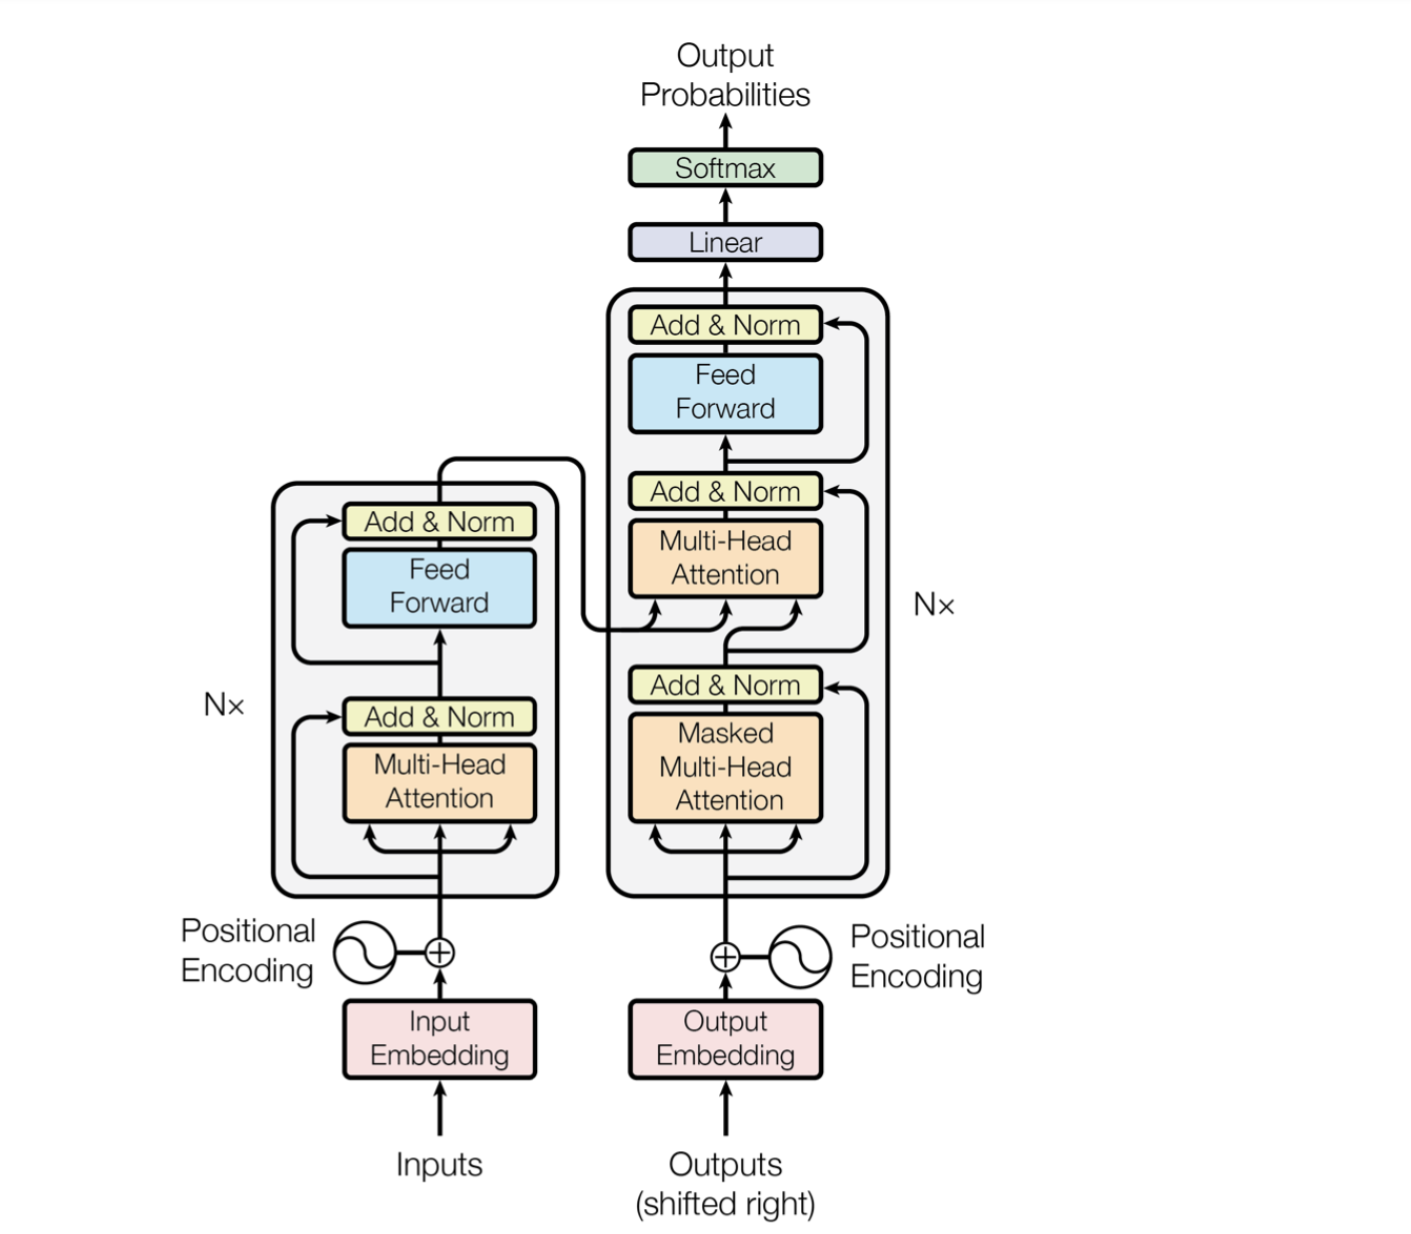 Output
Probabilities
Softmax
Linear
Add & Norm
Feed
Forward
Add & Norm
Multi-Head
Attention
Add & Norm
Masked
Multi-Head
Attention
Nx
Positional
Encoding
Output
Embedding
Outputs
(shifted right)
Add & Norm
Feed
Forward
Add & Norm
Multi-Head
Attention
Nx
Positional
Encoding
Input
Embedding
Inputs